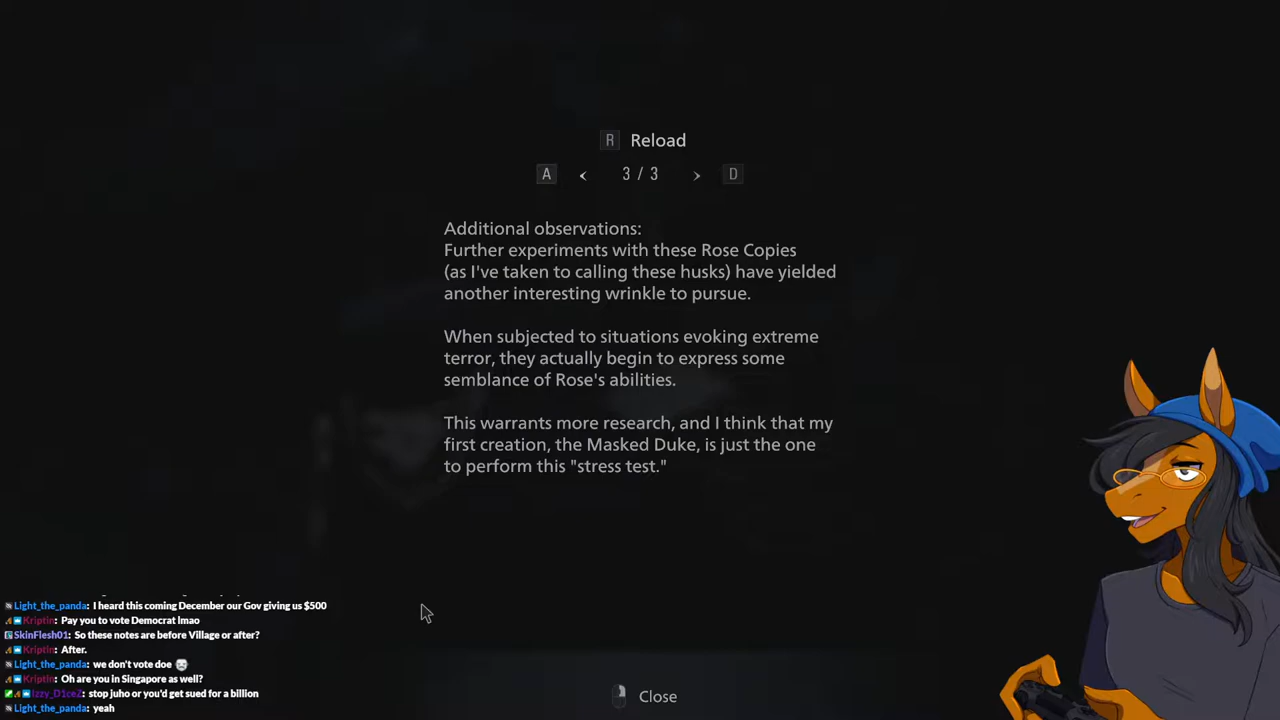 R Reload
A < 3 / 3 > D
Additional observations:
Further experiments with these Rose Copies
(as I've taken to calling these husks) have yielded
another interesting wrinkle to pursue.
When subjected to situations evoking extreme
terror, they actually begin to express some
semblance of Rose's abilities.
This warrants more research, and I think that my
first creation, the Masked Duke, is just the one
to perform this "stress test."
Light_the_panda: I heard this coming December our Gov giving us $500
Kriptin: Pay you to vote Democrat lmao
SkinFlesh01: So these notes are before Village or after?
Kriptin: After.
Light_the_panda: we don't vote doe
Kriptin: Oh are you in Singapore as well?
Izzy_D1ceZ: stop juho or you'd get sued for a billion
Light_the_panda: yeah
Close